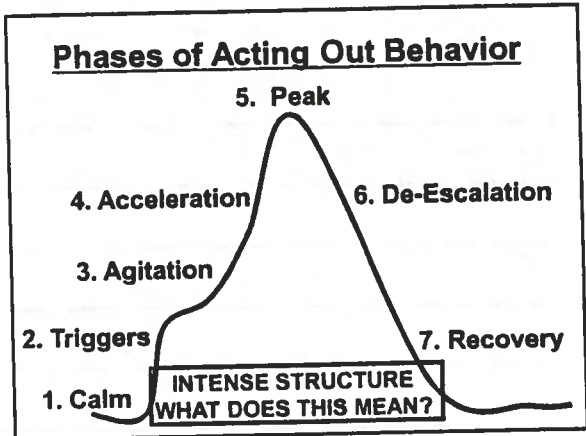 Phases of Acting Out Behavior
5. Peak
4. Acceleration
6. De-Escalation
3. Agitation
2. Triggers
7. Recovery
1. Calm
INTENSE STRUCTURE
WHAT DOES THIS MEAN?